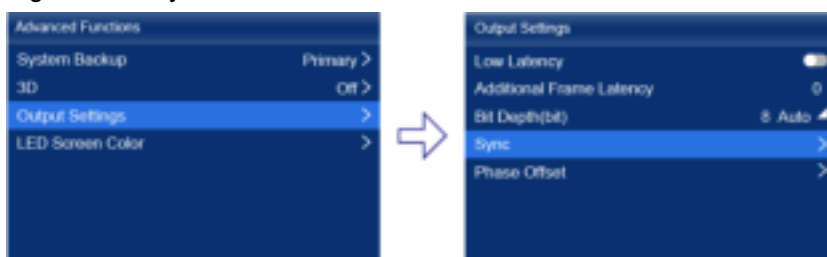 Advanced Functions
System Backup Primary >
3D Off >
Output Settings >
LED Screen Color >
Output Settings
Low Latency
Additional Frame Latency 0
Bit Depth(bit) 8 Auto
Sync >
Phase Offset >